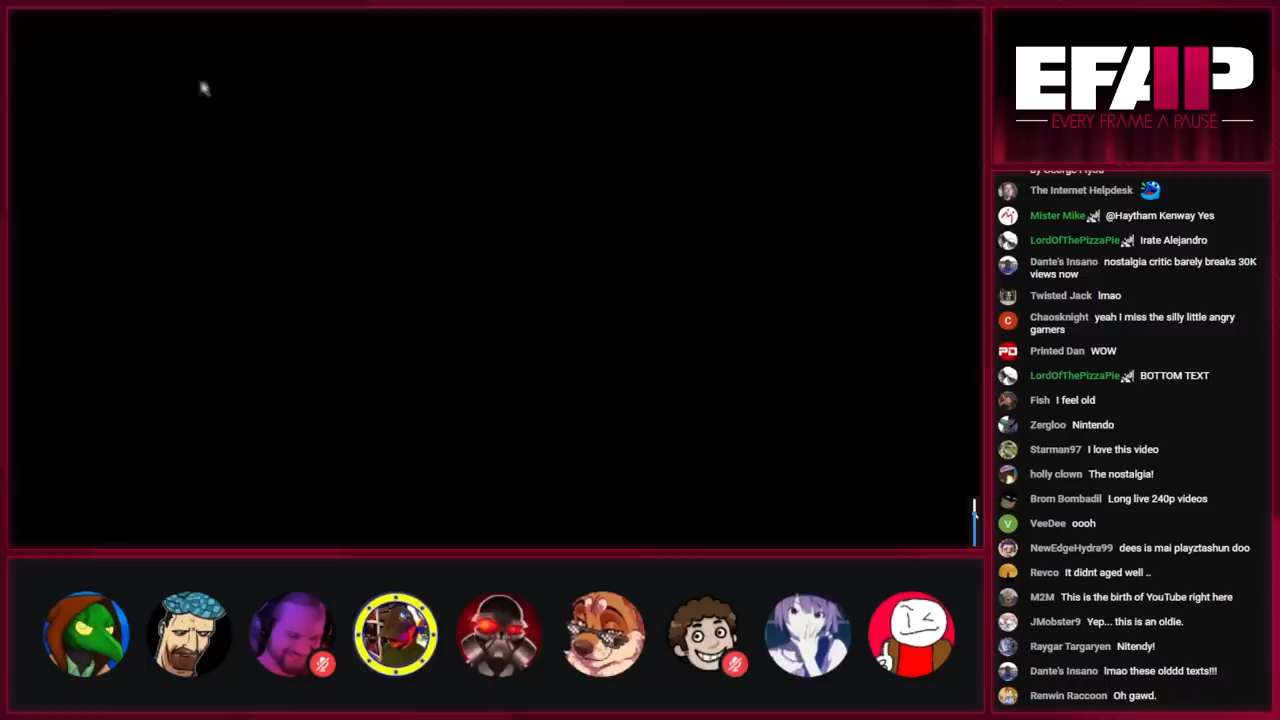 EFAP
EVERY FRAME A PAUSE
The Internet Helpdesk
Mister Mike @Haytham Kenway Yes
LordOfThePizzaPie Irate Alejandro
Dante's Insano nostalgia critic barely breaks 30K
views now
Twisted Jack lmao
Chaosknight yeah I miss the silly little angry
gamers
PD Printed Dan WOW
LordOfThePizzaPie BOTTOM TEXT
Fish I feel old
Zergloo Nintendo
Starman97 I love this video
holly clown The nostalgia!
Brom Bombadil Long live 240p videos
V VeeDee oooh
NewEdgeHydra99 dees is mai playztashun doo
Revco It didnt aged well ..
M2M This is the birth of YouTube right here
JMobster9 Yep... this is an oldie.
Raygar Targaryen Nitendy!
Dante's Insano lmao these olddd texts!!!
Renwin Raccoon Oh gawd.